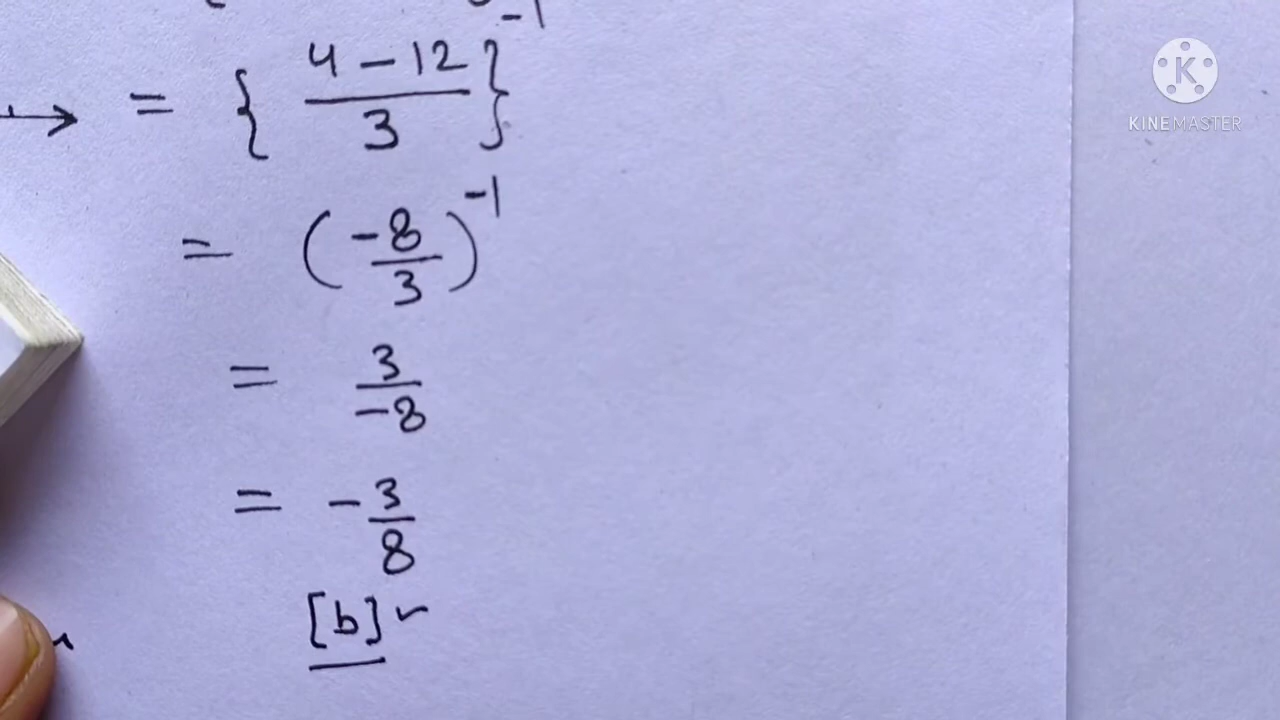 = { (4 - 12)/3 }^-1
= (-8/3)^-1
= 3/-8
= -3/8
[b] ✓
KINEMASTER